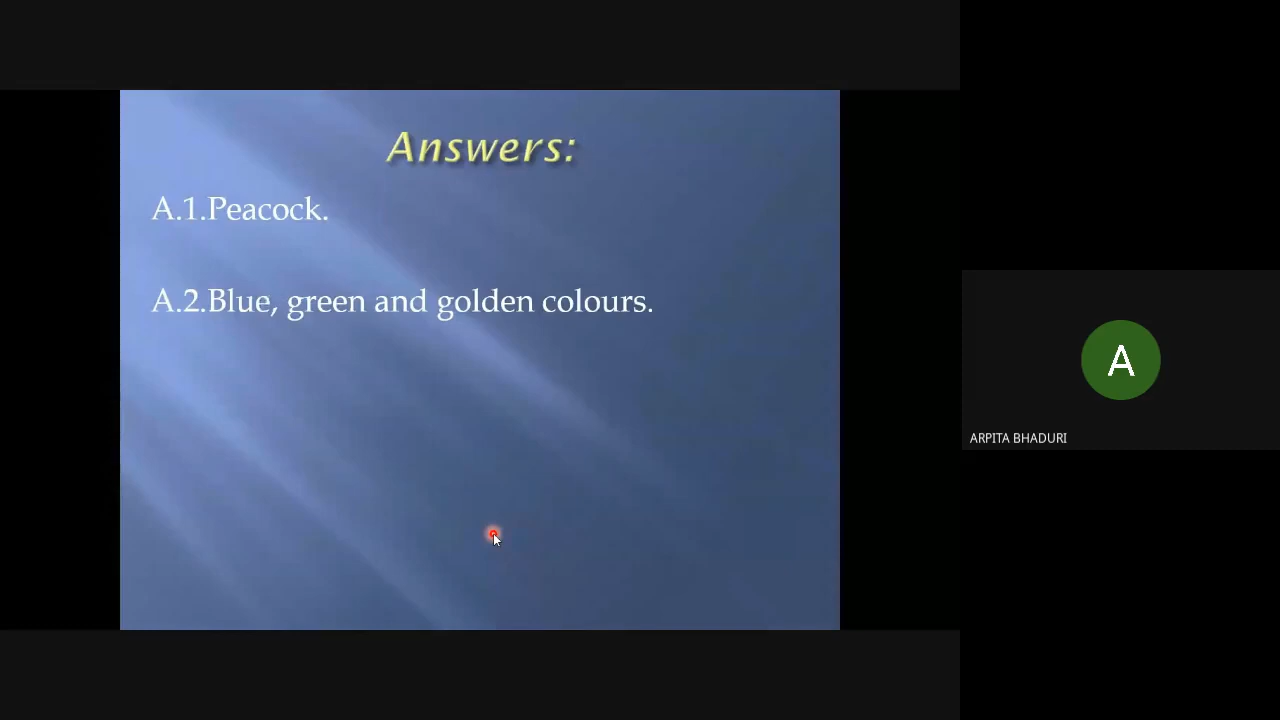 Answers:
A.1.Peacock.
A.2.Blue, green and golden colours.
A
ARPITA BHADURI